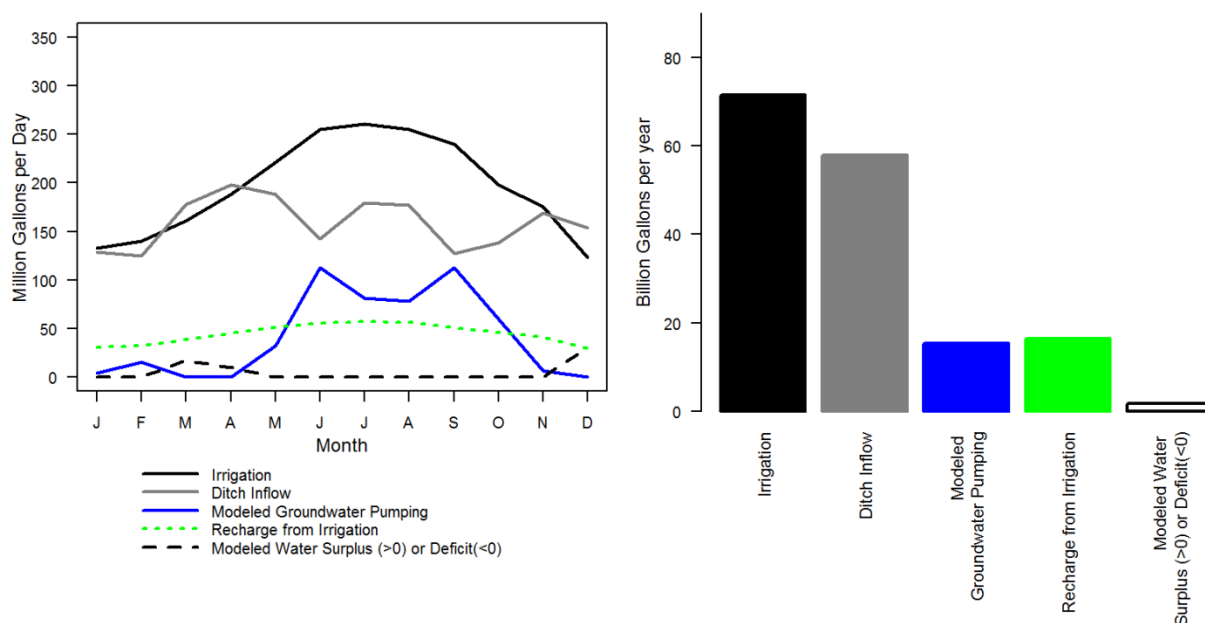 Million Gallons per Day
350
300
250
200
150
100
50
0
J F M A M J J A S O N D
Month
Irrigation
Ditch Inflow
Modeled Groundwater Pumping
Recharge from Irrigation
Modeled Water Surplus (>0) or Deficit(<0)
Billion Gallons per year
80
60
40
20
0
Irrigation
Ditch Inflow
Modeled
Groundwater Pumping
Recharge from Irrigation
Modeled Water
Surplus (>0) or Deficit(<0)